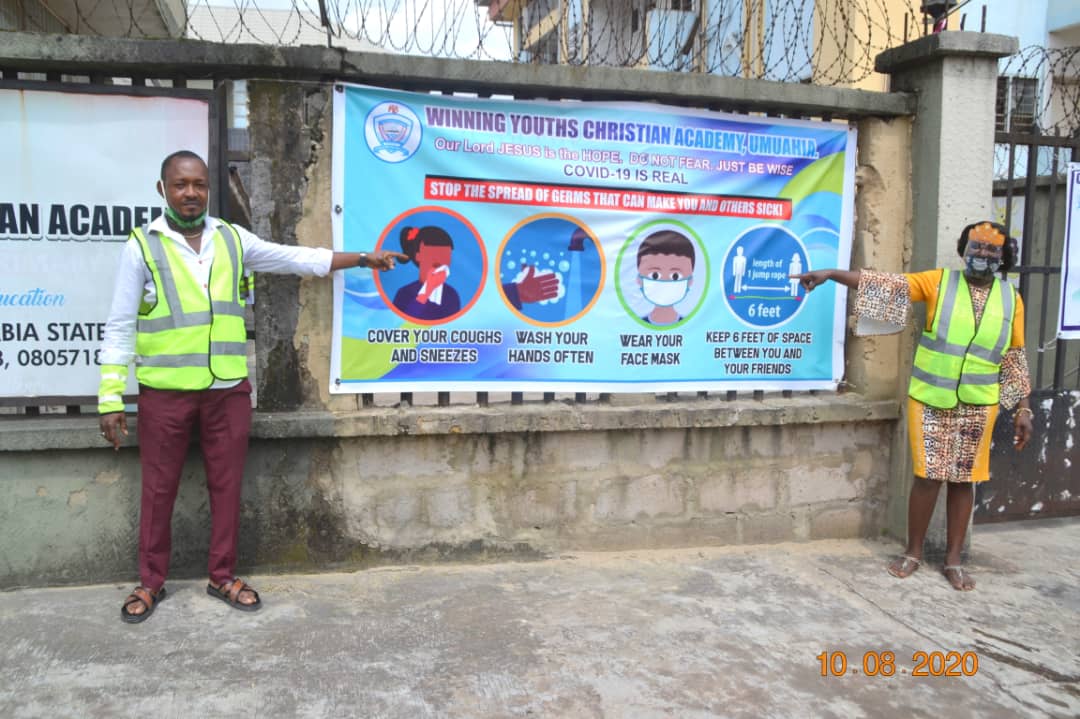 AN ACADEMY
ducation
ABIA STATE
3, 0805718
WINNING YOUTHS CHRISTIAN ACADEMY, UMUAHIA.
Our Lord JESUS is the HOPE, DO NOT FEAR, JUST BE WISE
COVID-19 IS REAL
STOP THE SPREAD OF GERMS THAT CAN MAKE YOU AND OTHERS SICK!
length of
1 jump rope
6 feet
COVER YOUR COUGHS
AND SNEEZES
WASH YOUR
HANDS OFTEN
WEAR YOUR
FACE MASK
KEEP 6 FEET OF SPACE
BETWEEN YOU AND
YOUR FRIENDS
10.08.2020